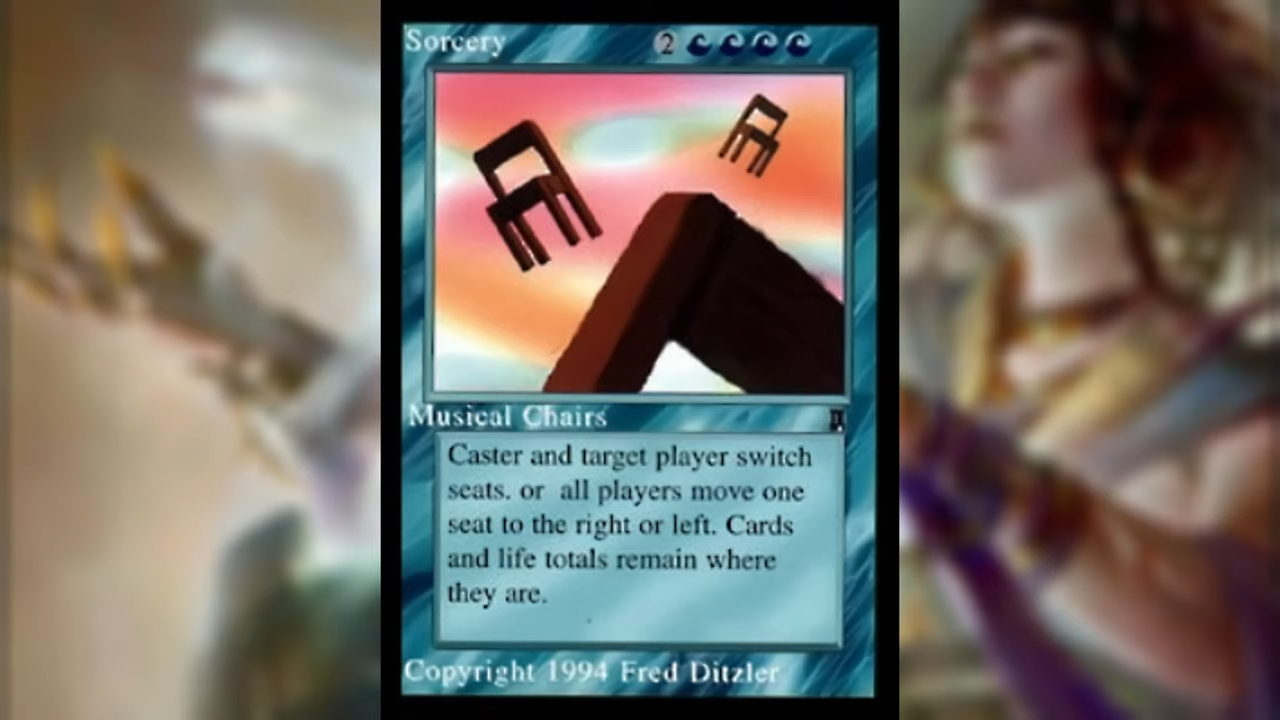 Sorcery 2
Musical Chairs
Caster and target player switch
seats. or all players move one
seat to the right or left. Cards
and life totals remain where
they are.
Copyright 1994 Fred Ditzler